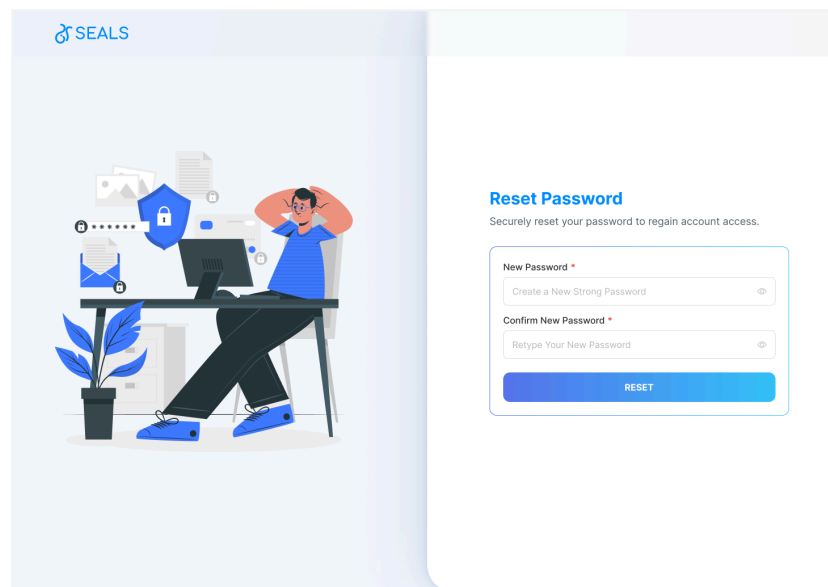 SEALS
Reset Password
Securely reset your password to regain account access.
New Password *
Create a New Strong Password
Confirm New Password *
Retype Your New Password
RESET